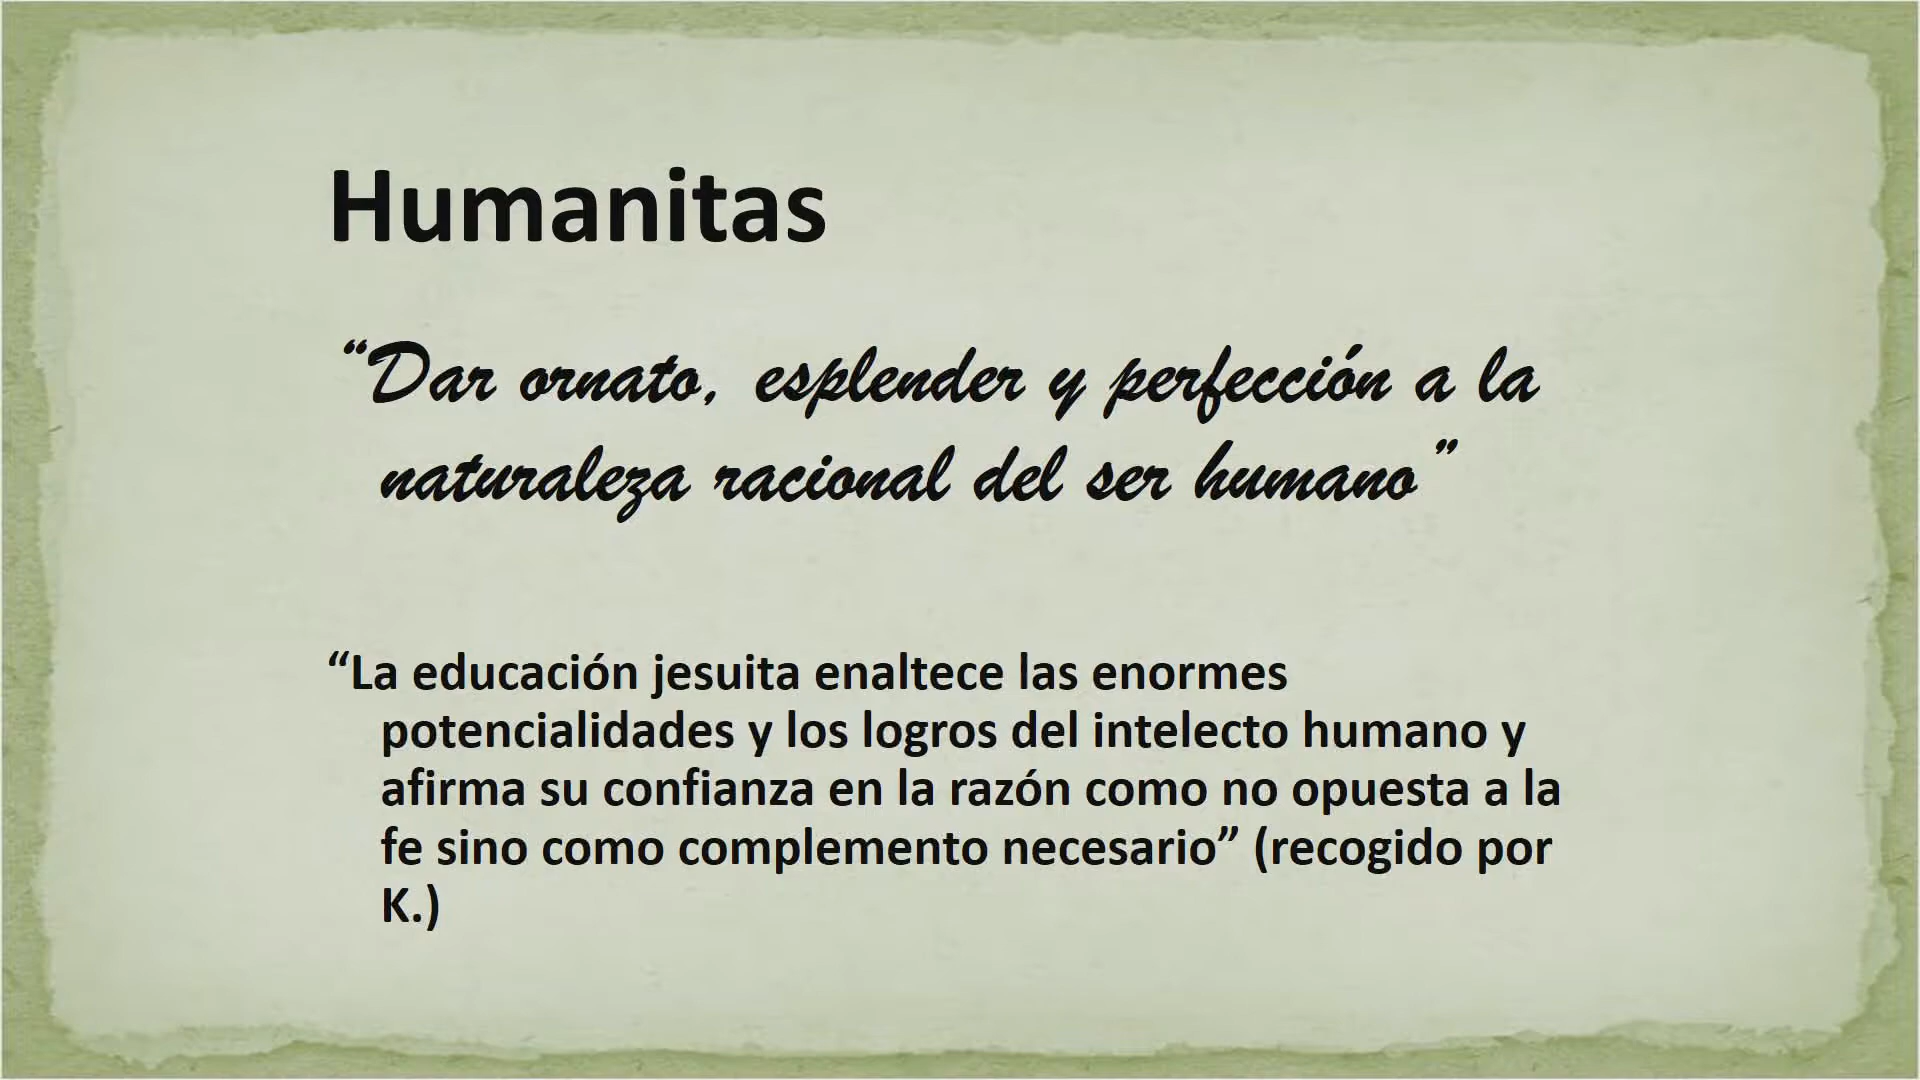 Humanitas
“Dar ornato, esplender y perfección a la
naturaleza racional del ser humano”
“La educación jesuita enaltece las enormes
potencialidades y los logros del intelecto humano y
afirma su confianza en la razón como no opuesta a la
fe sino como complemento necesario” (recogido por
K.)